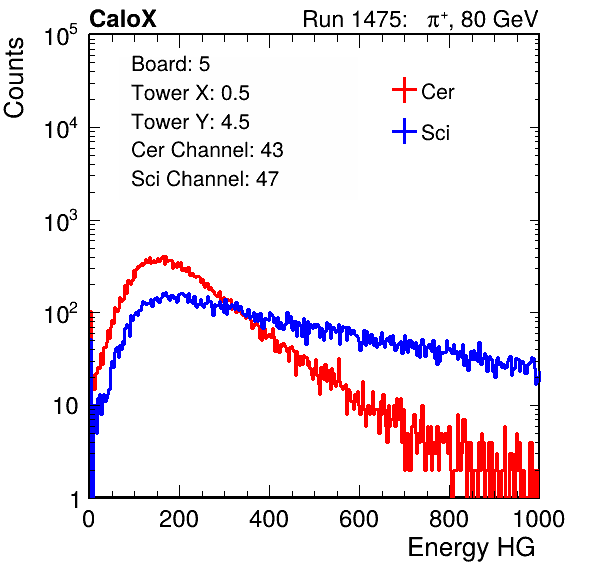 CaloX Run 1475: π⁺, 80 GeV
Counts
10⁵
10⁴
10³
10²
10
1
Board: 5
Tower X: 0.5
Tower Y: 4.5
Cer Channel: 43
Sci Channel: 47
Cer
Sci
0 200 400 600 800 1000
Energy HG